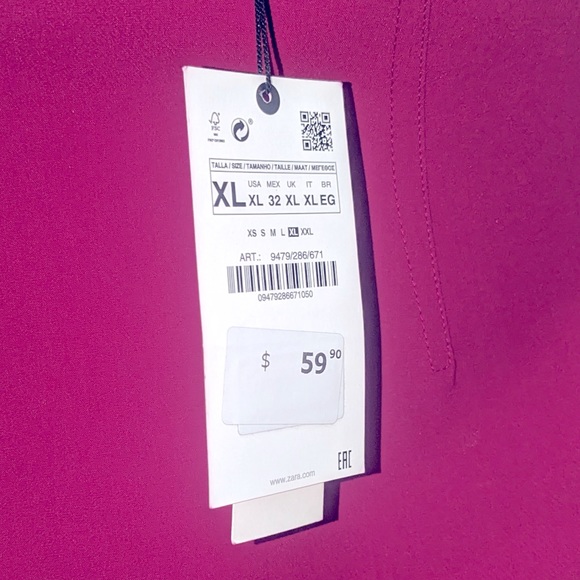 FSC
TALLA / SIZE / TAMANHO / TAILLE / MAAT / ΜΕΓΕΘΟΣ
XL USA MEX UK IT BR
XL 32 XL XL EG
XS S M L XL XXL
ART.: 9479/286/671
09479286671050
$ 59 90
EAC
www.zara.com